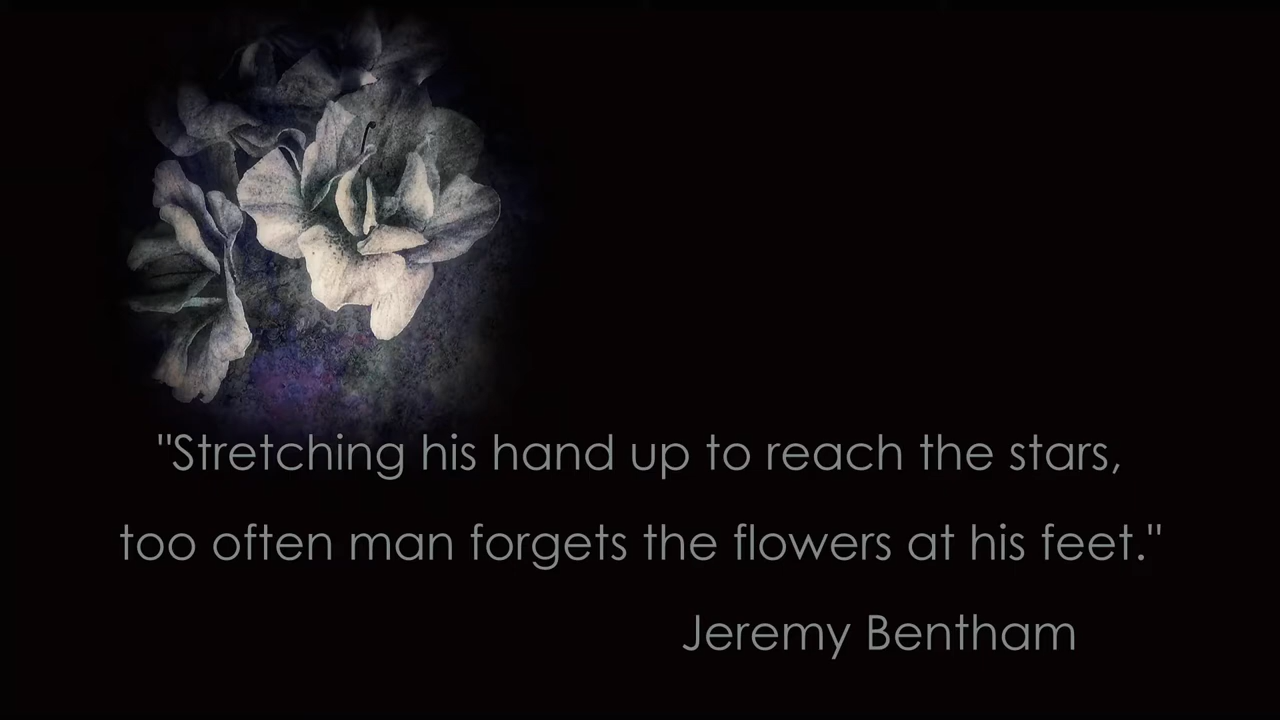 "Stretching his hand up to reach the stars,
too often man forgets the flowers at his feet."
Jeremy Bentham